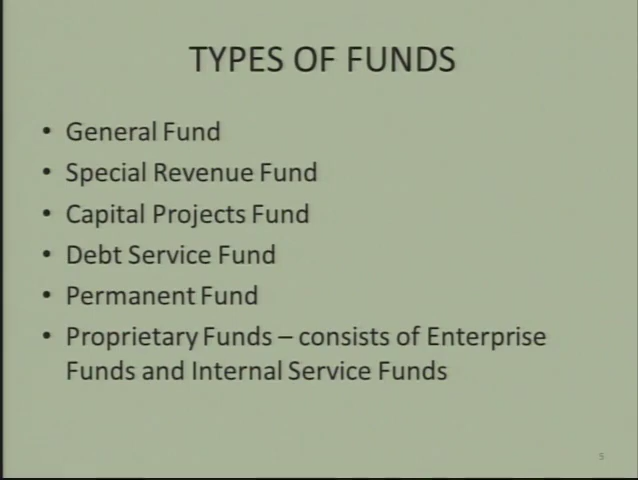 TYPES OF FUNDS
• General Fund
• Special Revenue Fund
• Capital Projects Fund
• Debt Service Fund
• Permanent Fund
• Proprietary Funds – consists of Enterprise
Funds and Internal Service Funds
5